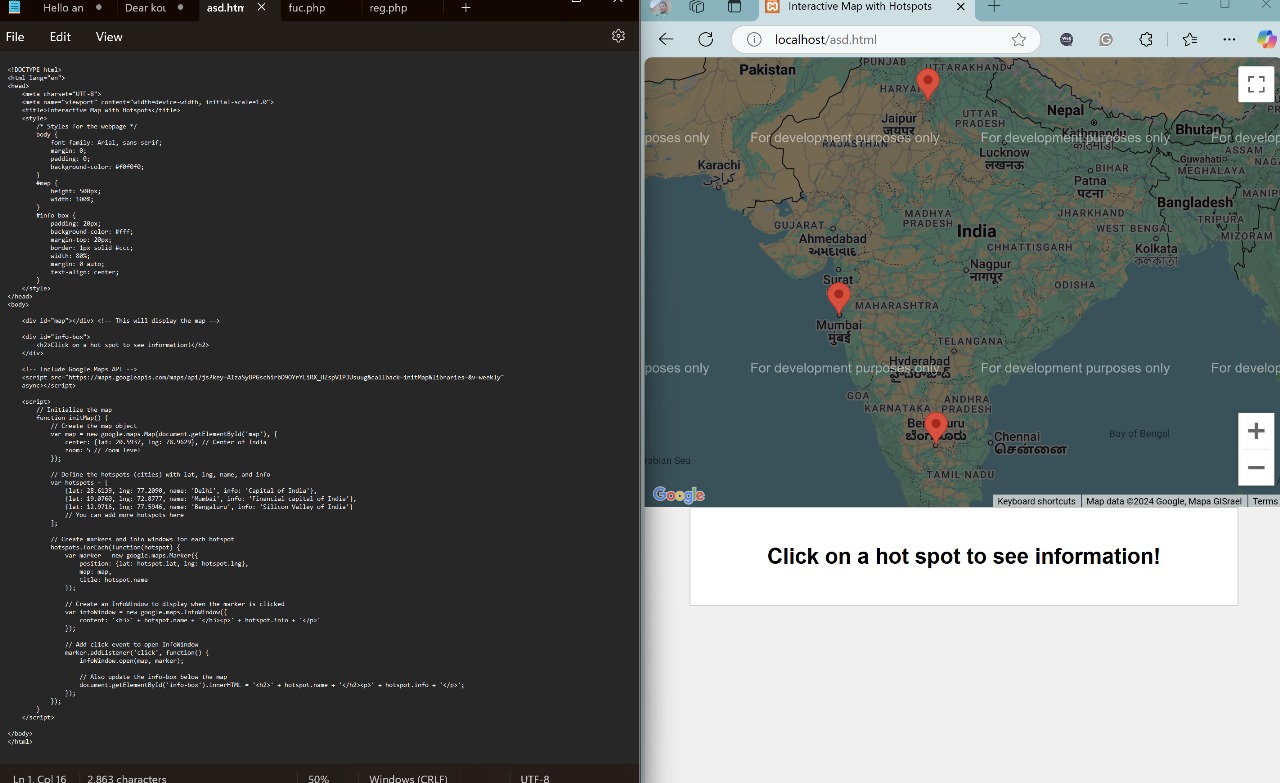 Hello an
Dear kou
asd.htm
fuc.php
reg.php
File
Edit
View
<!DOCTYPE html>
<html lang="en">
<head>
<meta charset="UTF-8">
<meta name="viewport" content="width=device-width, initial-scale=1.0">
<title>Interactive Map with Hotspots</title>
<style>
/* Styles for the webpage */
body {
font-family: Arial, sans-serif;
margin: 0;
padding: 0;
background-color: #f0f0f0;
}
#map {
height: 500px;
width: 100%;
}
#info-box {
padding: 20px;
background-color: #fff;
margin-top: 20px;
border: 1px solid #ccc;
width: 80%;
margin: 0 auto;
text-align: center;
}
</style>
</head>
<body>
<div id="map"></div> <!-- This will display the map -->
<div id="info-box">
<h2>Click on a hot spot to see information!</h2>
</div>
<!-- Include Google Maps API -->
<script src="https://maps.googleapis.com/maps/api/js?key=
&callback=initMap&libraries=&v=weekly"
async></script>
<script>
// Initialize the map
function initMap() {
// Create the map object
var map = new google.maps.Map(document.getElementById('map'), {
center: {lat: 20.5937, lng: 78.9629}, // Center of India
zoom: 5 // Zoom level
});
// Define the hotspots (cities) with lat, lng, name, and info
var hotspots = [
{lat: 28.6139, lng: 77.2090, name: 'Delhi', info: 'Capital of India'},
{lat: 19.0760, lng: 72.8777, name: 'Mumbai', info: 'Financial capital of India'},
{lat: 12.9716, lng: 77.5946, name: 'Bengaluru', info: 'Silicon Valley of India'}
// You can add more hotspots here
];
// Create markers and info windows for each hotspot
hotspots.forEach(function(hotspot) {
var marker = new google.maps.Marker({
position: {lat: hotspot.lat, lng: hotspot.lng},
map: map,
title: hotspot.name
});
// Create an InfoWindow to display when the marker is clicked
var infoWindow = new google.maps.InfoWindow({
content: '<h3>' + hotspot.name + '</h3><p>' + hotspot.info + '</p>'
});
// Add click event to open InfoWindow
marker.addListener('click', function() {
infoWindow.open(map, marker);
// Also update the info-box below the map
document.getElementById('info-box').innerHTML = '<h2>' + hotspot.name + '</h2><p>' + hotspot.info + '</p>';
});
});
}
</script>
</body>
</html>
Ln 1, Col 16
2,863 characters
50%
Windows (CRLF)
UTF-8
Interactive Map with Hotspots
localhost/asd.html
Pakistan
PUNJAB
UTTARAKHAND
HARYA
Nepal
Jaipur
जयपुर
UTTAR
PRADESH
Kathmandu
काठमाडौं
Bhutan
poses only
For development purposes only
For development purposes only
For develop
RAJASTHAN
Lucknow
लखनऊ
ASSAM
NAGA
Guwahati
MEGHALAYA
Karachi
كراچى
BIHAR
Patna
पटना
MANIP
Bangladesh
MADHYA
PRADESH
JHARKHAND
TRIPURA
GUJARAT
India
WEST BENGAL
MIZORAM
Ahmedabad
અમદાવાદ
CHHATTISGARH
Kolkata
কলকাতা
Nagpur
नागपूर
Surat
ODISHA
MAHARASHTRA
Mumbai
मुंबई
TELANGANA
Hyderabad
poses only
For development purposes only
For development purposes only
For develop
GOA
KARNATAKA
ANDHRA
PRADESH
Ben
uru
Chennai
சென்னை
Bay of Bengal
rabian Sea
TAMIL NADU
Google
Keyboard shortcuts
Map data ©2024 Google, Mapa GISrael
Terms
Click on a hot spot to see information!